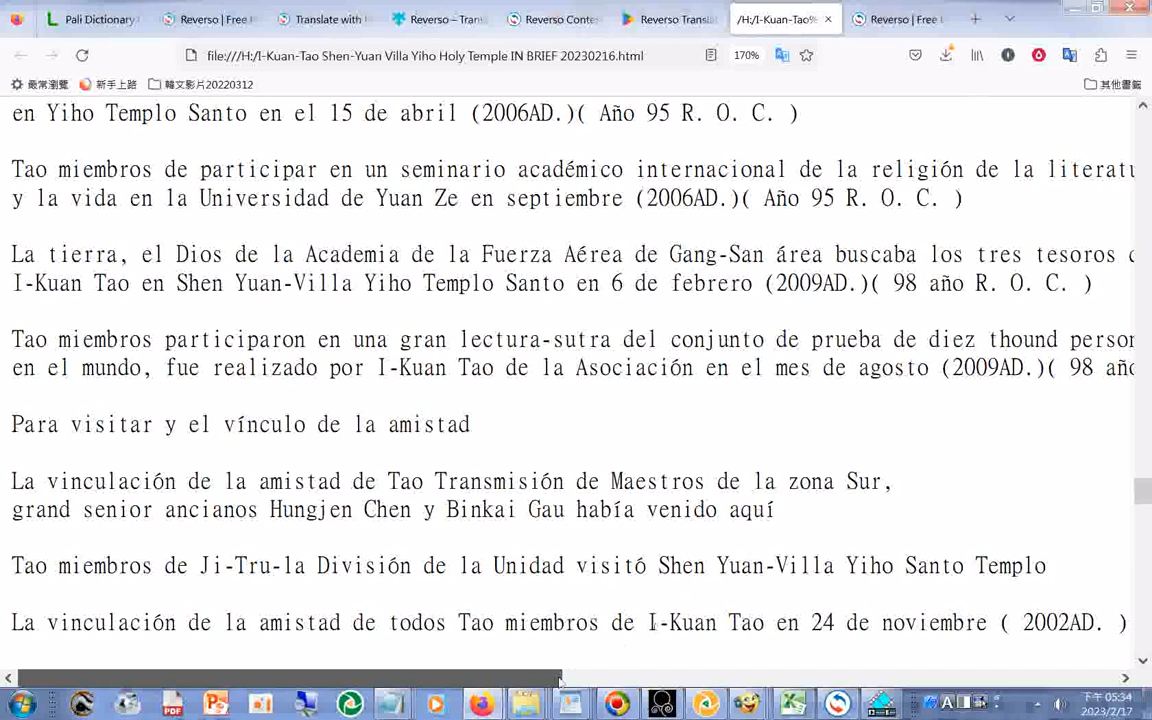 Pali Dictionary
Reverso | Free
Translate with
Reverso – Tran
Reverso Conte
Reverso Transl
/H:/I-Kuan-Tao%
Reverso | Free
file:///H:/I-Kuan-Tao Shen-Yuan Villa Yiho Holy Temple IN BRIEF 20230216.html
170%
最常瀏覽
新手上路
韓文影片20220312
其他書籤
en Yiho Templo Santo en el 15 de abril (2006AD.)( Año 95 R. O. C. )
Tao miembros de participar en un seminario académico internacional de la religión de la literatu
y la vida en la Universidad de Yuan Ze en septiembre (2006AD.)( Año 95 R. O. C. )
La tierra, el Dios de la Academia de la Fuerza Aérea de Gang-San área buscaba los tres tesoros
I-Kuan Tao en Shen Yuan-Villa Yiho Templo Santo en 6 de febrero (2009AD.)( 98 año R. O. C. )
Tao miembros participaron en una gran lectura-sutra del conjunto de prueba de diez thound person
en el mundo, fue realizado por I-Kuan Tao de la Asociación en el mes de agosto (2009AD.)( 98 año
Para visitar y el vínculo de la amistad
La vinculación de la amistad de Tao Transmisión de Maestros de la zona Sur,
grand senior ancianos Hungjen Chen y Binkai Gau había venido aquí
Tao miembros de Ji-Tru-la División de la Unidad visitó Shen Yuan-Villa Yiho Santo Templo
La vinculación de la amistad de todos Tao miembros de I-Kuan Tao en 24 de noviembre ( 2002AD. )
下午 05:34
2023/2/17